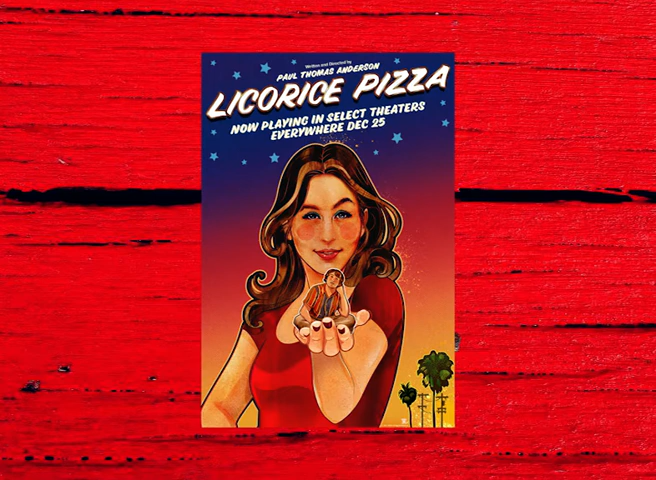 Written and Directed by
PAUL THOMAS ANDERSON
LICORICE PIZZA
NOW PLAYING IN SELECT THEATERS
EVERYWHERE DEC 25